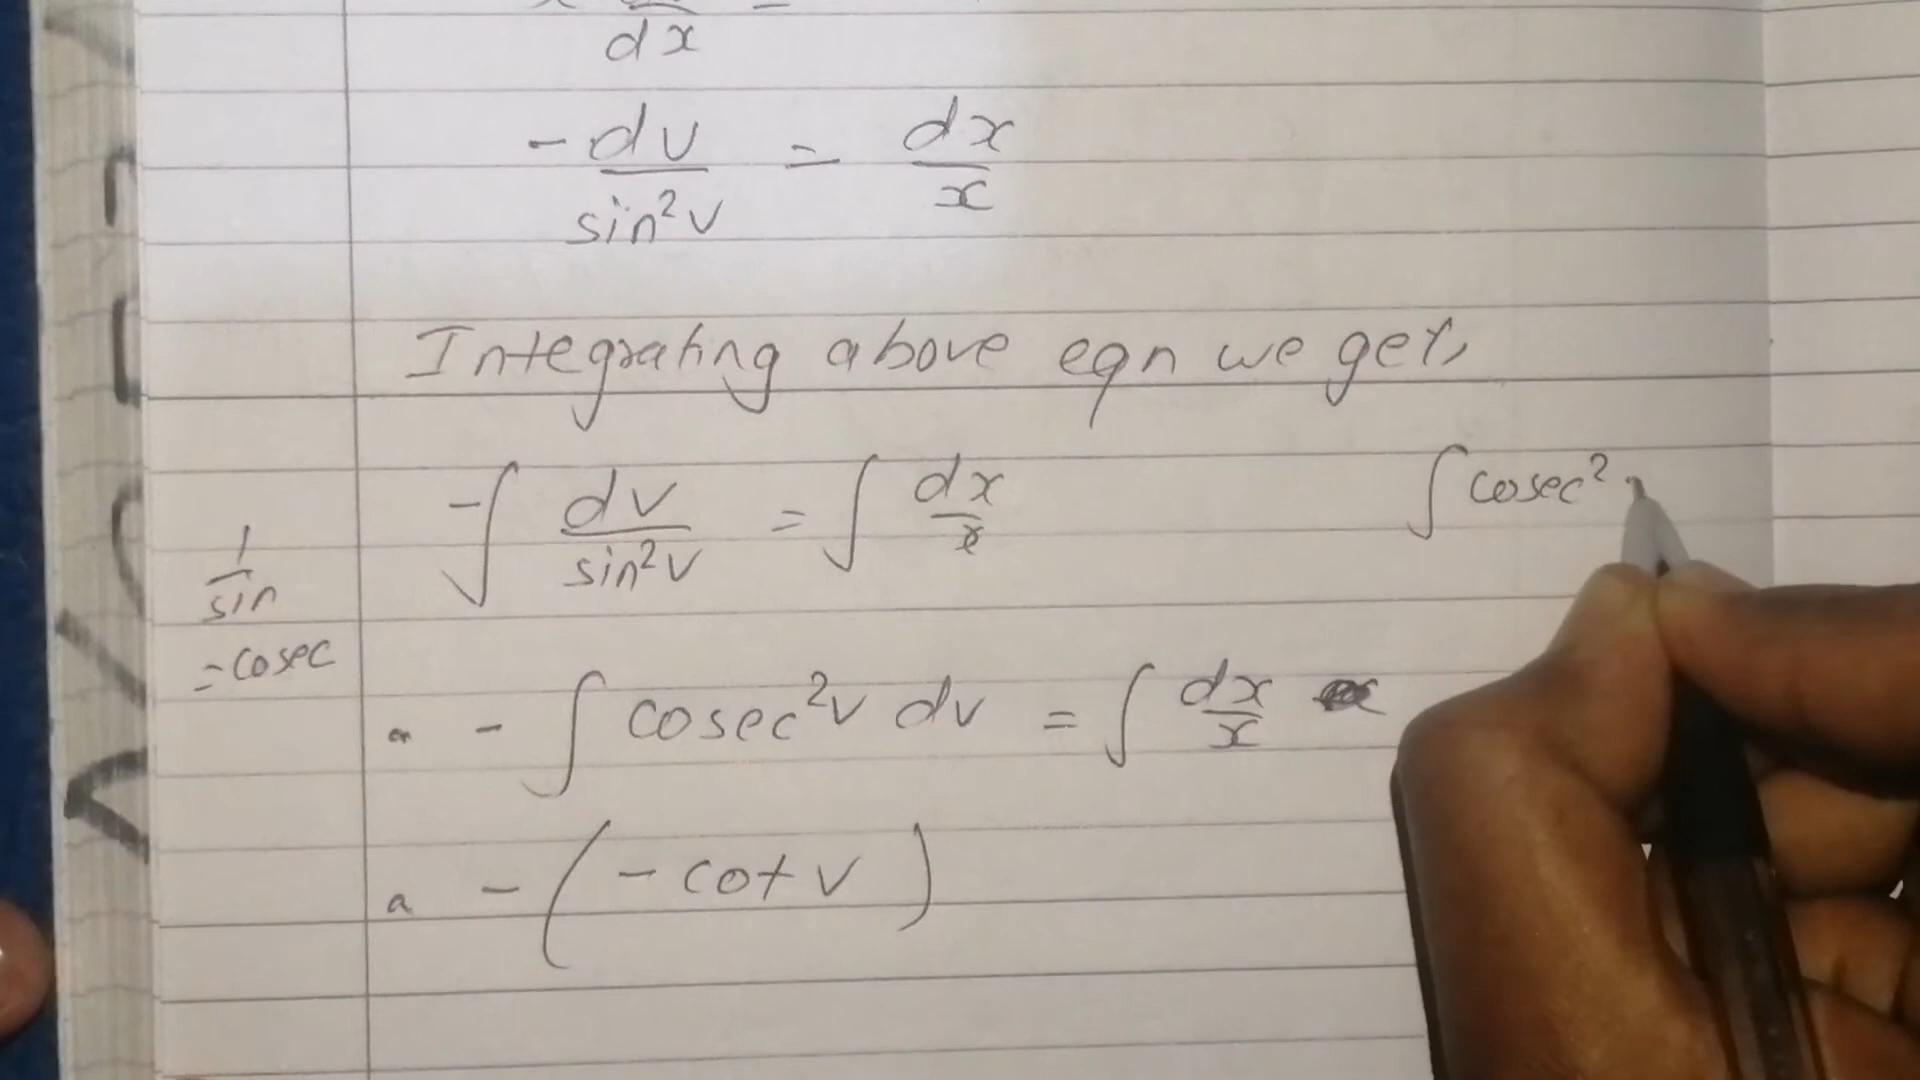 dx
-dv/sin²v = dx/x
Integrating above eqn we get,
-∫ dv/sin²v = ∫ dx/x
∫ cosec²
1/sin
= cosec
- ∫ cosec²v dv = ∫ dx/x
- (- cot v)